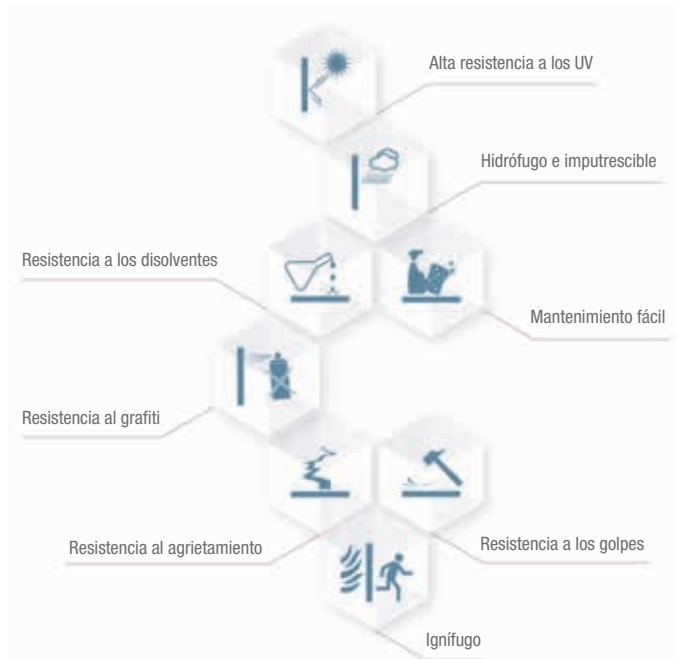 Alta resistencia a los UV
Hidrófugo e imputrescible
Resistencia a los disolventes
Mantenimiento fácil
Resistencia al grafiti
Resistencia al agrietamiento
Resistencia a los golpes
Ignífugo